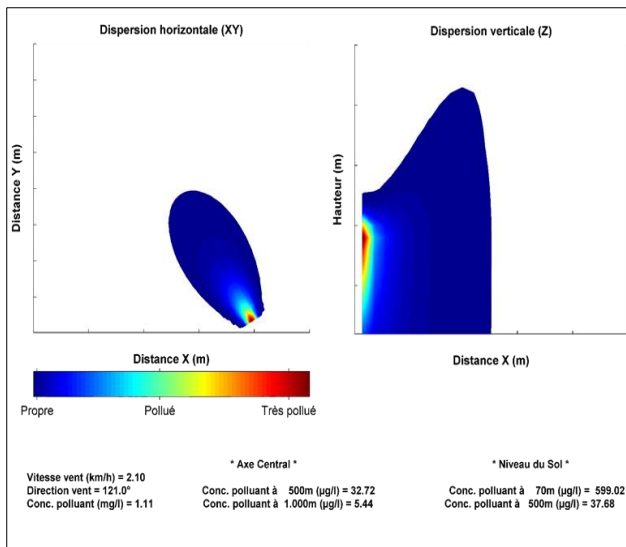 Dispersion horizontale (XY)
Dispersion verticale (Z)
Distance Y (m)
Hauteur (m)
Distance X (m)
Distance X (m)
Propre
Pollué
Très pollué
* Axe Central *
* Niveau du Sol *
Vitesse vent (km/h) = 2.10
Direction vent = 121.0°
Conc. polluant (mg/l) = 1.11
Conc. polluant à 500m (µg/l) = 32.72
Conc. polluant à 1.000m (µg/l) = 5.44
Conc. polluant à 70m (µg/l) = 599.02
Conc. polluant à 500m (µg/l) = 37.68